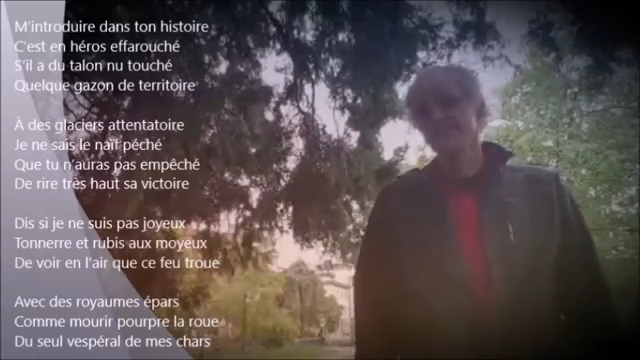 M'introduire dans ton histoire
C'est en héros effarouché
S'il a du talon nu touché
Quelque gazon de territoire

À des glaciers attentatoire
Je ne sais le naïf péché
Que tu n'auras pas empêché
De rire très haut sa victoire

Dis si je ne suis pas joyeux
Tonnerre et rubis aux moyeux
De voir en l'air que ce feu troue

Avec des royaumes épars
Comme mourir pourpre la roue
Du seul vespéral de mes chars